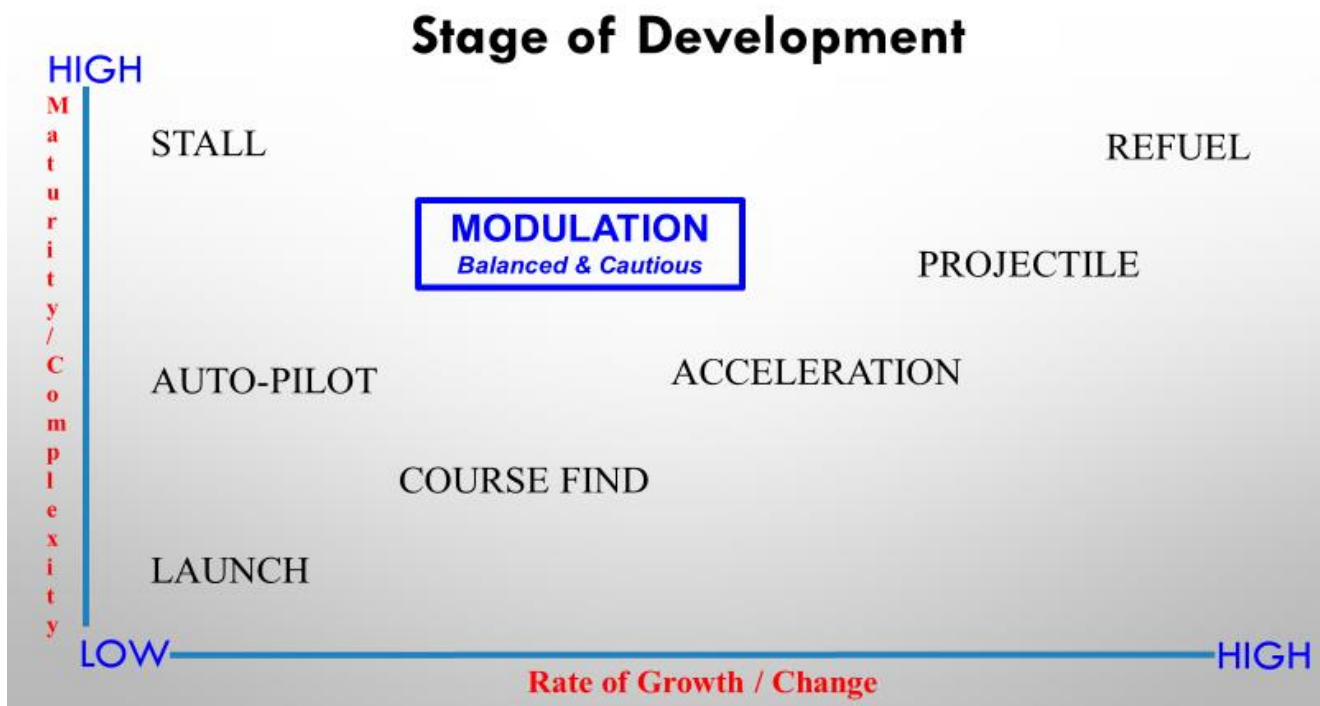 Stage of Development
HIGH
Maturity/Complexity
STALL
REFUEL
MODULATION
Balanced & Cautious
PROJECTILE
AUTO-PILOT
ACCELERATION
COURSE FIND
LAUNCH
LOW
HIGH
Rate of Growth / Change